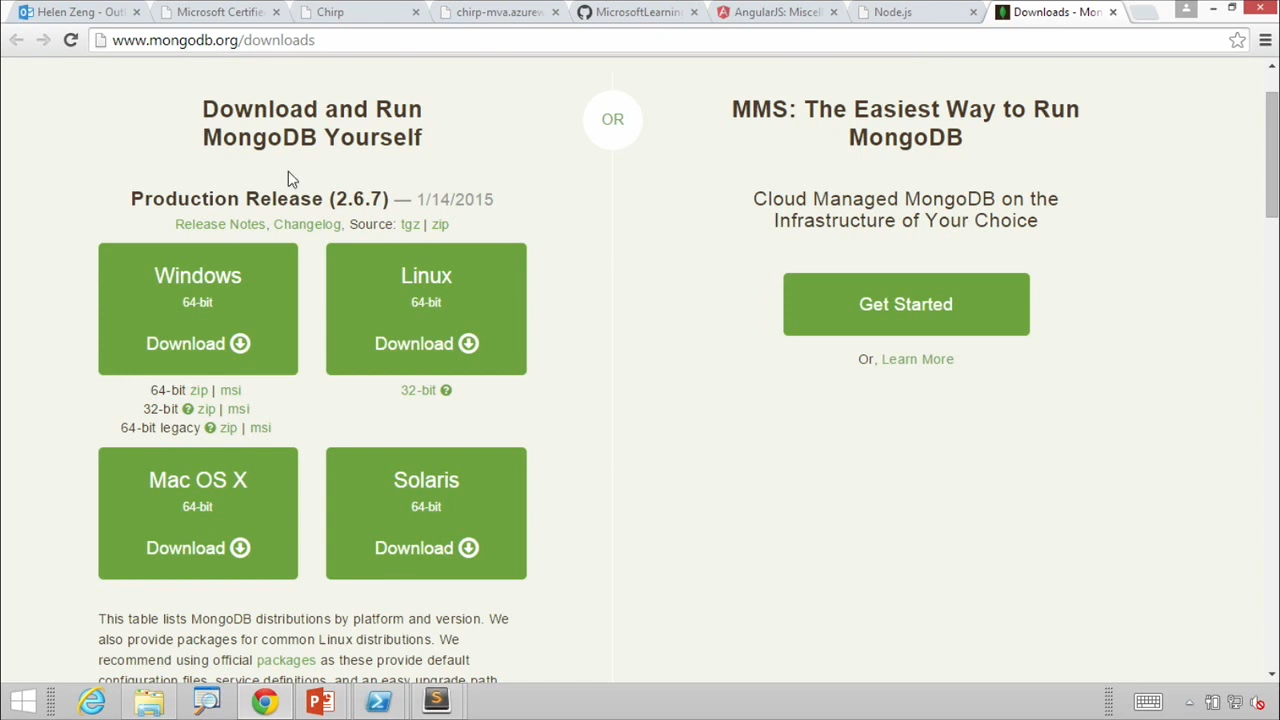 Helen Zeng - Outl
Microsoft Certifie
Chirp
chirp-mva.azurew
MicrosoftLearning
AngularJS: Miscell
Node.js
Downloads - Mon
www.mongodb.org/downloads
Download and Run
MongoDB Yourself
Production Release (2.6.7) — 1/14/2015
Release Notes, Changelog, Source: tgz | zip
Windows
64-bit
Download
Linux
64-bit
Download
64-bit zip | msi
32-bit ? zip | msi
64-bit legacy ? zip | msi
32-bit ?
Mac OS X
64-bit
Download
Solaris
64-bit
Download
This table lists MongoDB distributions by platform and version. We
also provide packages for common Linux distributions. We
recommend using official packages as these provide default
configuration files, service definitions, and an easy upgrade path
OR
MMS: The Easiest Way to Run
MongoDB
Cloud Managed MongoDB on the
Infrastructure of Your Choice
Get Started
Or, Learn More